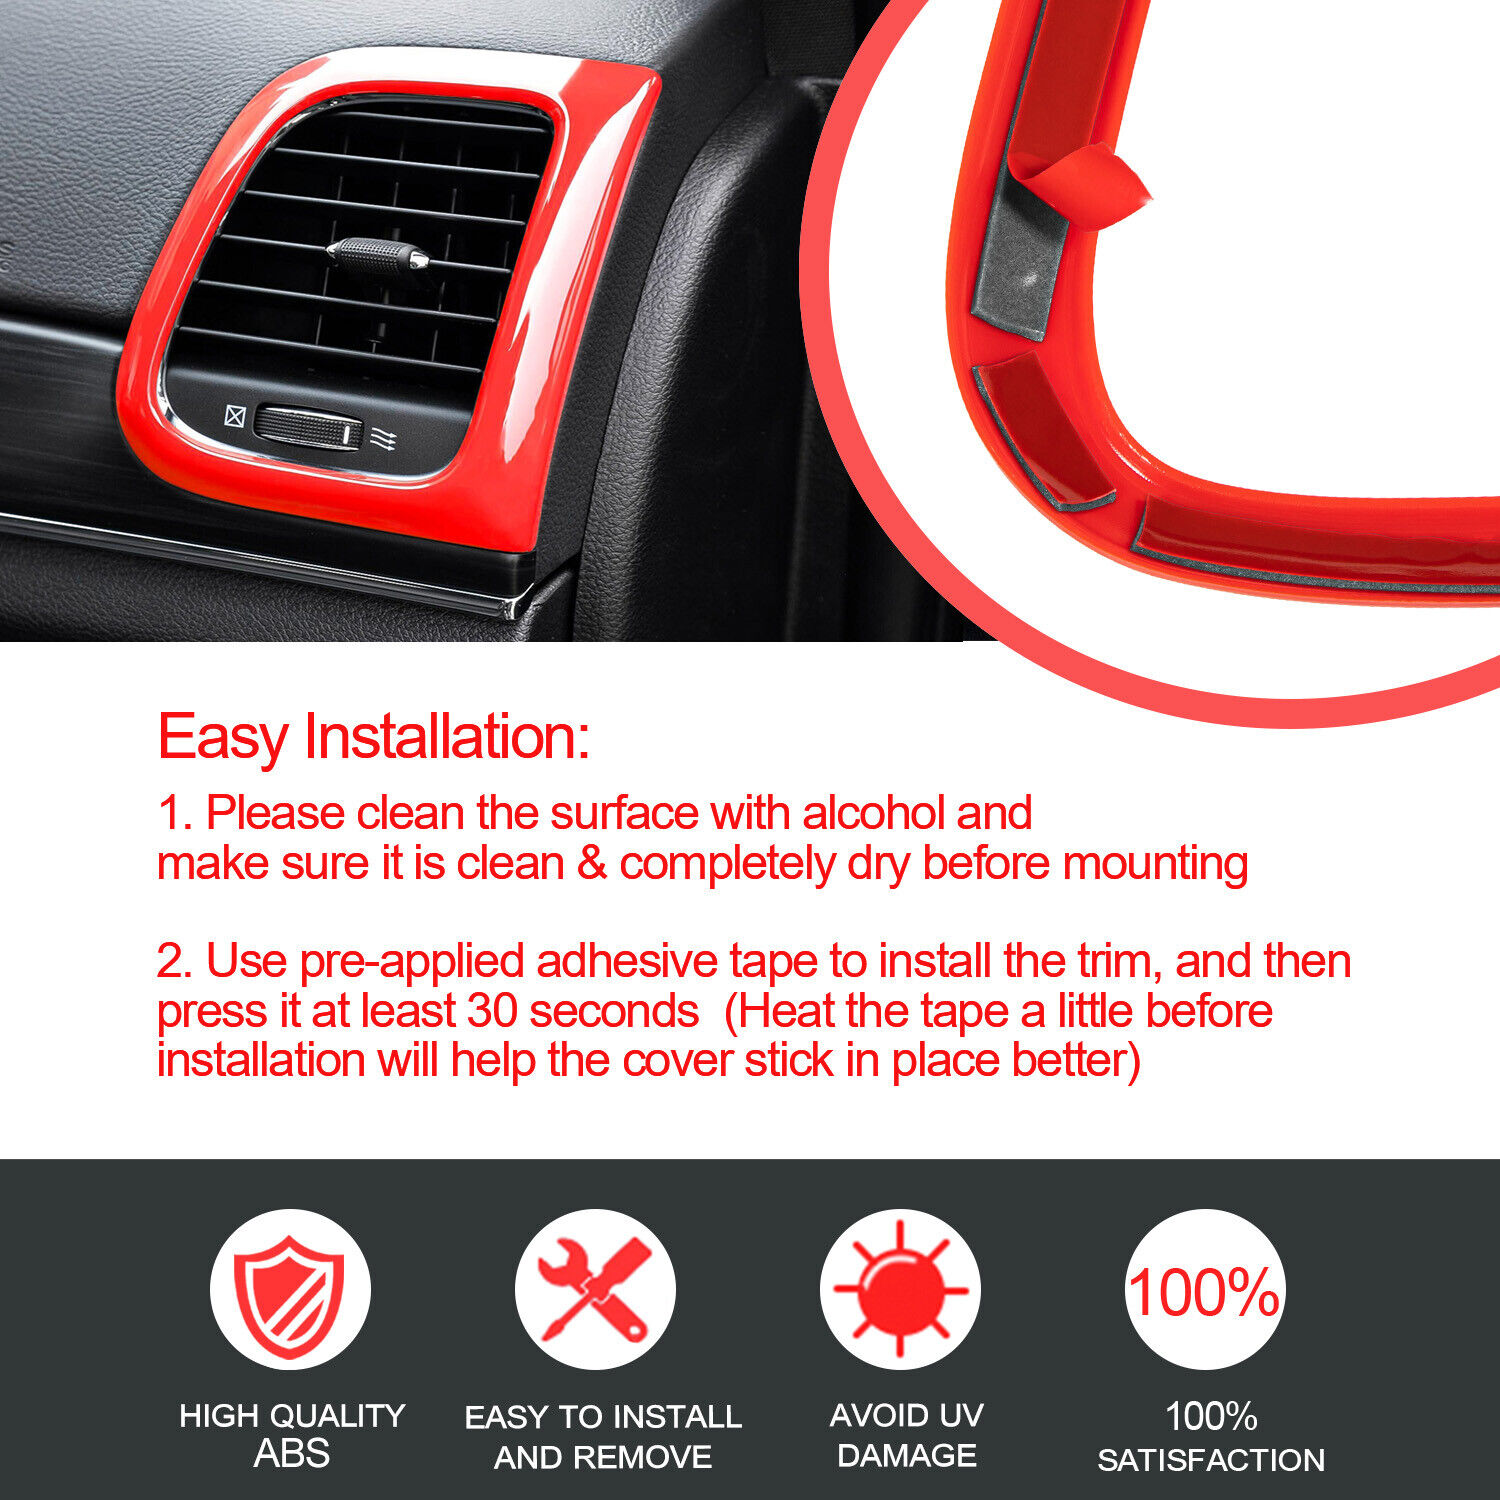 Easy Installation:
1. Please clean the surface with alcohol and
make sure it is clean & completely dry before mounting
2. Use pre-applied adhesive tape to install the trim, and then
press it at least 30 seconds (Heat the tape a little before
installation will help the cover stick in place better)
100%
HIGH QUALITY
ABS
EASY TO INSTALL
AND REMOVE
AVOID UV
DAMAGE
100%
SATISFACTION